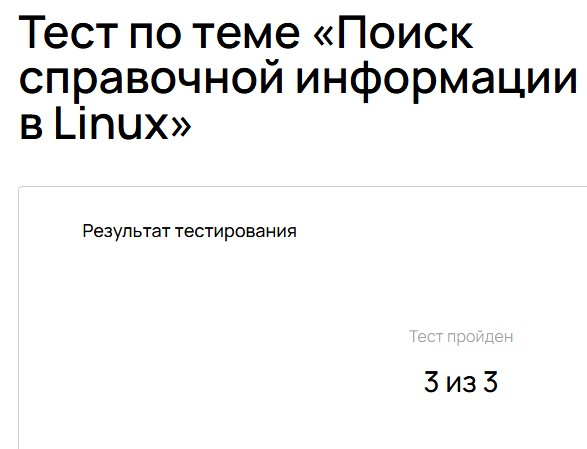 Тест по теме «Поиск
справочной информации
в Linux»
Результат тестирования
Тест пройден
3 из 3